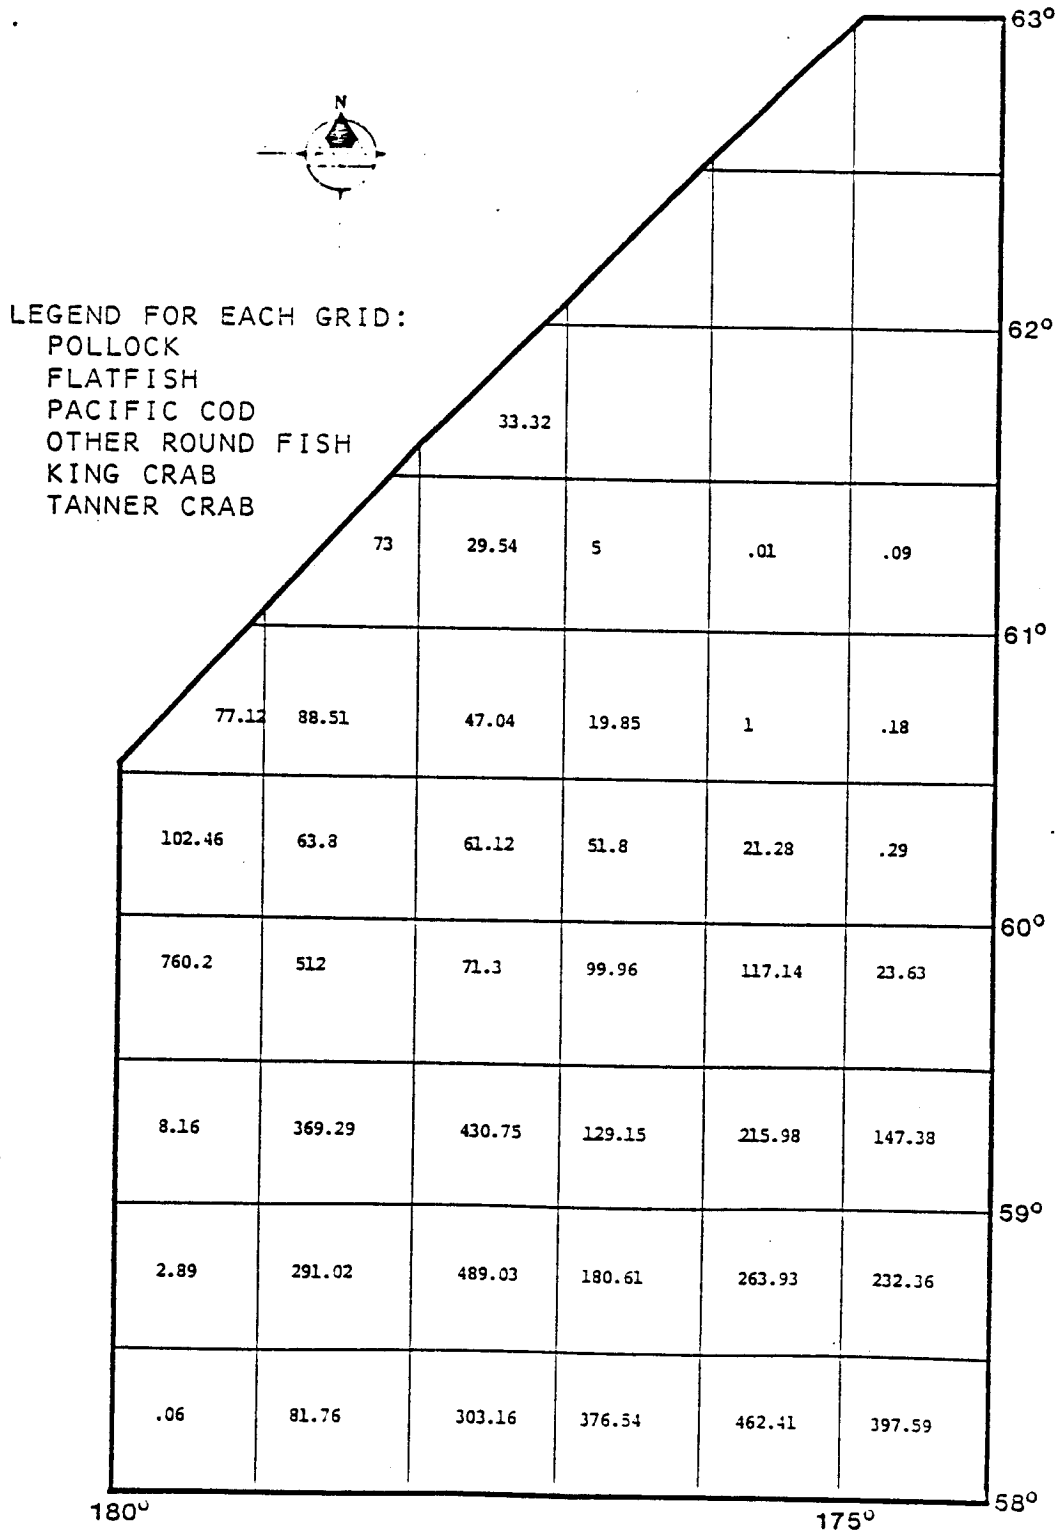 63°
N
LEGEND FOR EACH GRID:
POLLOCK
FLATFISH
PACIFIC COD
OTHER ROUND FISH
KING CRAB
TANNER CRAB
62°
33.32
73 29.54 5 .01 .09
61°
77.12 88.51 47.04 19.85 1 .18
102.46 63.8 61.12 51.8 21.28 .29
60°
760.2 512 71.3 99.96 117.14 23.63
8.16 369.29 430.75 129.15 215.98 147.38
59°
2.89 291.02 489.03 180.61 263.93 232.36
.06 81.76 303.16 376.54 462.41 397.59
58°
180° 175°